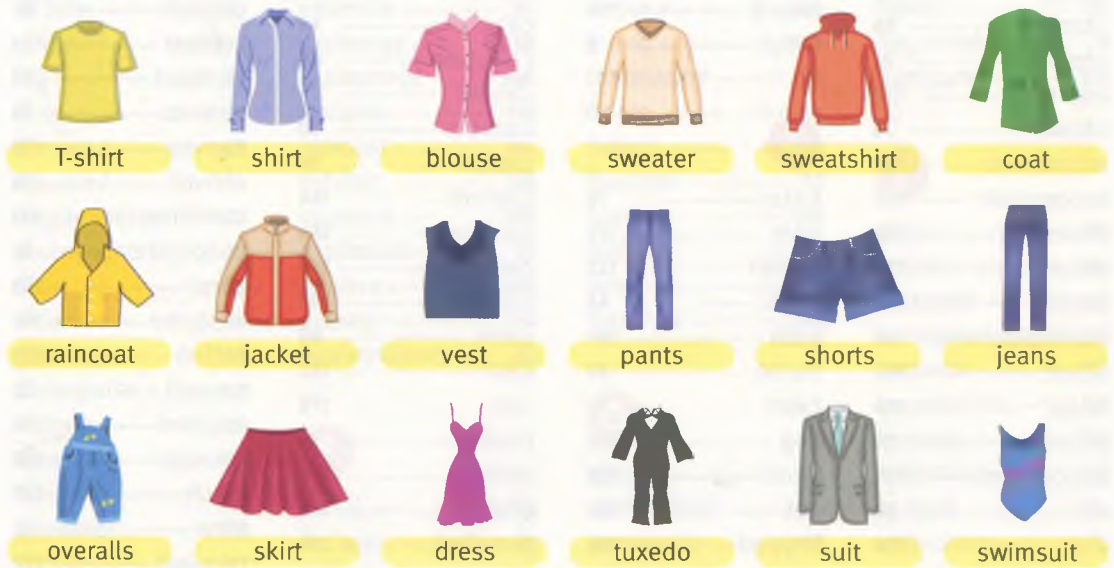 T-shirt shirt blouse sweater sweatshirt coat
raincoat jacket vest pants shorts jeans
overalls skirt dress tuxedo suit swimsuit